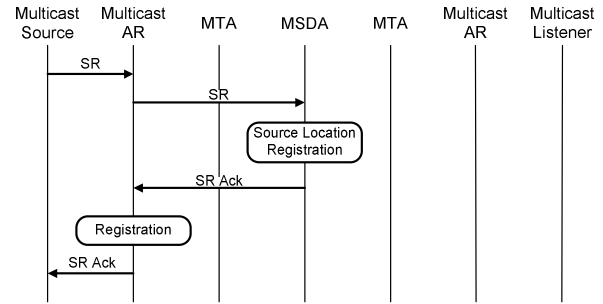 Multicast Source
Multicast AR
MTA
MSDA
MTA
Multicast AR
Multicast Listener
SR
SR
Source Location
Registration
SR Ack
Registration
SR Ack